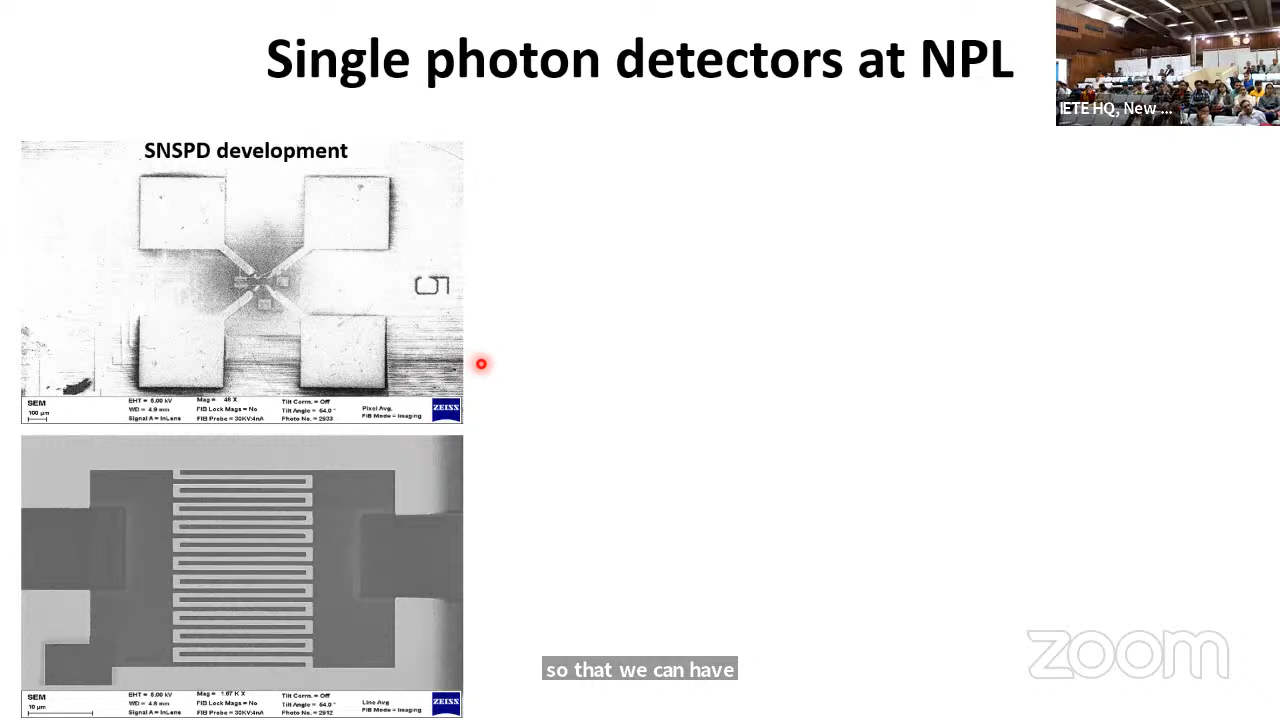 Single photon detectors at NPL
IETE HQ, New ...
SNSPD development
5
SEM
100 µm
EHT = 5.00 kV
WD = 4.9 mm
Signal A = InLens
Mag = 46 X
FIB Lock Mags = No
FIB Probe = 30KV:4nA
Tilt Corrn. = Off
Tilt Angle = 54.0 °
Photo No. = 2933
Pixel Avg.
FIB Mode = Imaging
ZEISS
SEM
10 µm
EHT = 5.00 kV
WD = 4.8 mm
Signal A = InLens
Mag = 1.67 K X
FIB Lock Mags = No
FIB Probe = 30KV:4nA
Tilt Corrn. = Off
Tilt Angle = 54.0 °
Photo No. = 2912
Line Avg
FIB Mode = Imaging
ZEISS
so that we can have
zoom